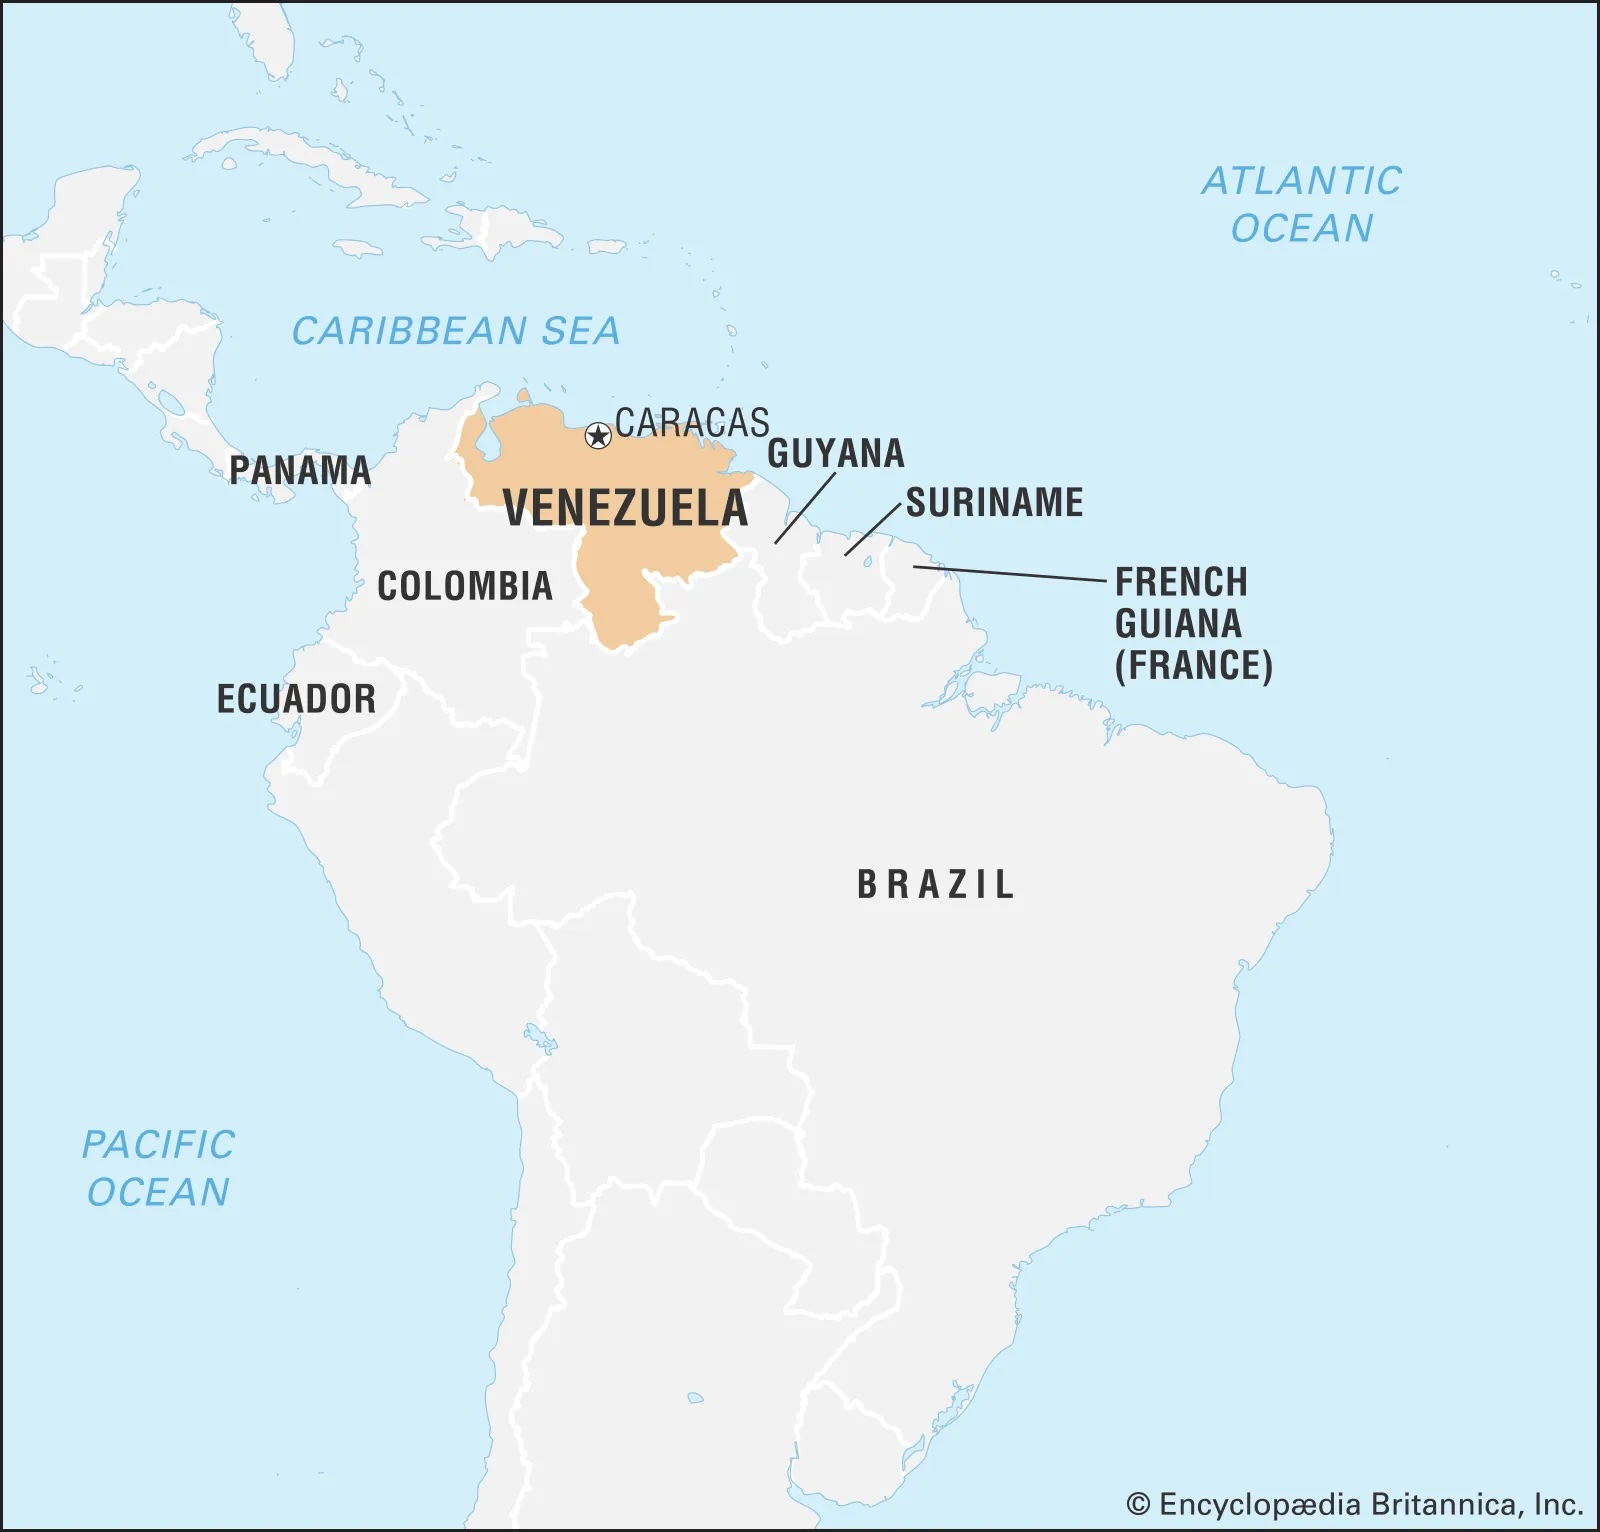 ATLANTIC
OCEAN
CARIBBEAN SEA
CARACAS
GUYANA
PANAMA
VENEZUELA
SURINAME
COLOMBIA
FRENCH
GUIANA
(FRANCE)
ECUADOR
BRAZIL
PACIFIC
OCEAN
© Encyclopædia Britannica, Inc.